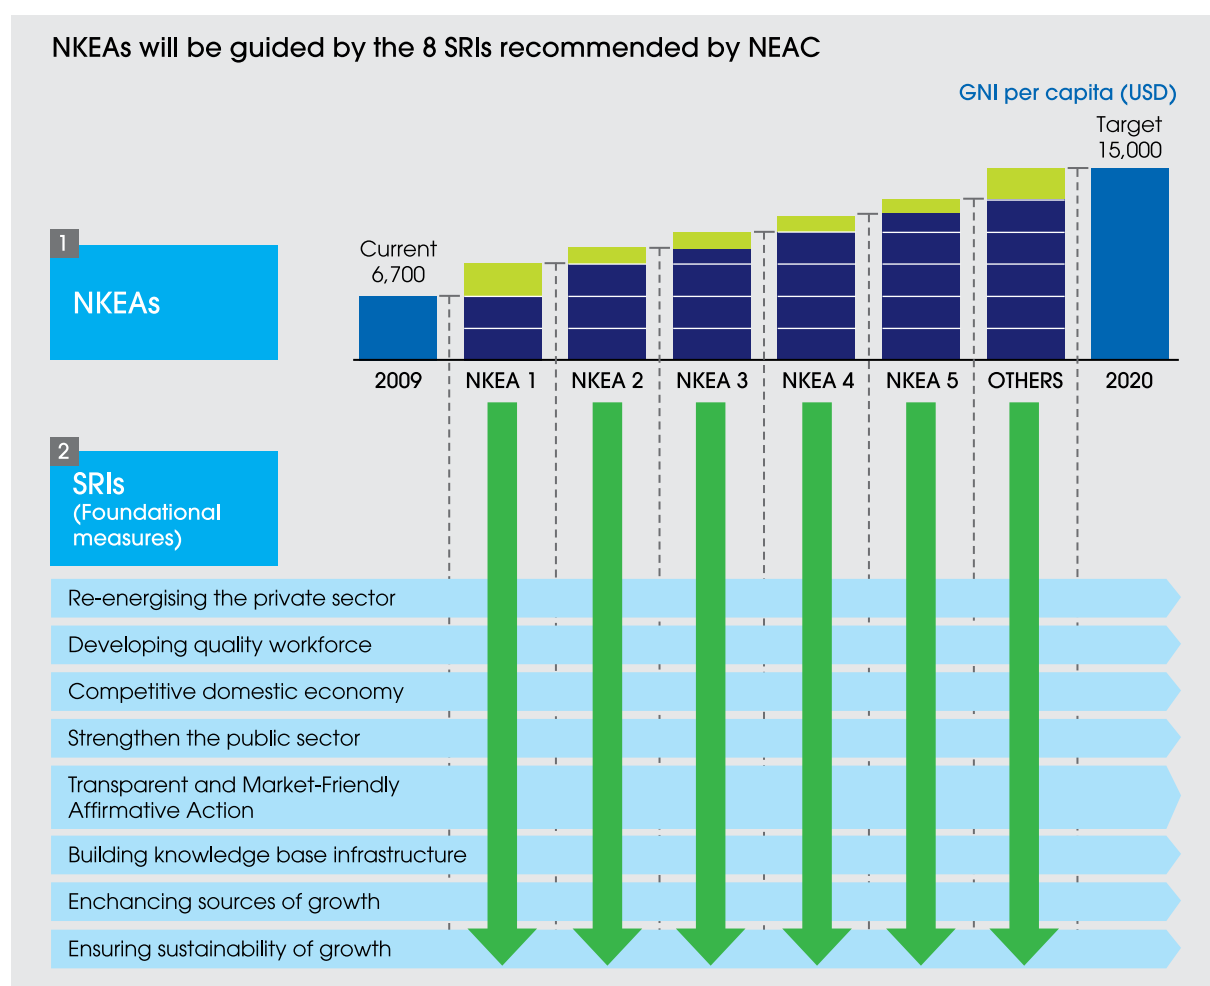 NKEAs will be guided by the 8 SRIs recommended by NEAC
GNI per capita (USD)
Target
15,000
1
NKEAs
Current
6,700
2009
NKEA 1
NKEA 2
NKEA 3
NKEA 4
NKEA 5
OTHERS
2020
2
SRIs
(Foundational
measures)
Re-energising the private sector
Developing quality workforce
Competitive domestic economy
Strengthen the public sector
Transparent and Market-Friendly
Affirmative Action
Building knowledge base infrastructure
Enchancing sources of growth
Ensuring sustainability of growth